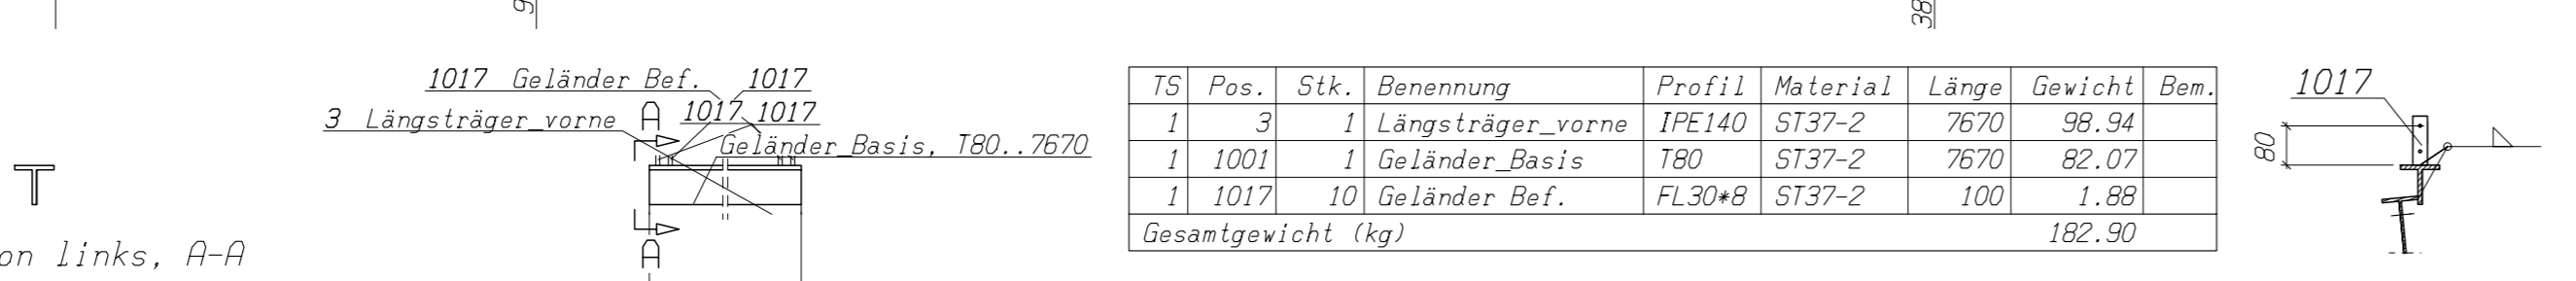 9
38
1017 Geländer Bef. 1017
3 Längsträger_vorne A 1017 1017
Geländer_Basis, T80..7670
A
on links, A-A
TS Pos. Stk. Benennung Profil Material Länge Gewicht Bem.
1 3 1 Längsträger_vorne IPE140 ST37-2 7670 98.94
1 1001 1 Geländer_Basis T80 ST37-2 7670 82.07
1 1017 10 Geländer Bef. FL30*8 ST37-2 100 1.88
Gesamtgewicht (kg) 182.90
1017
80